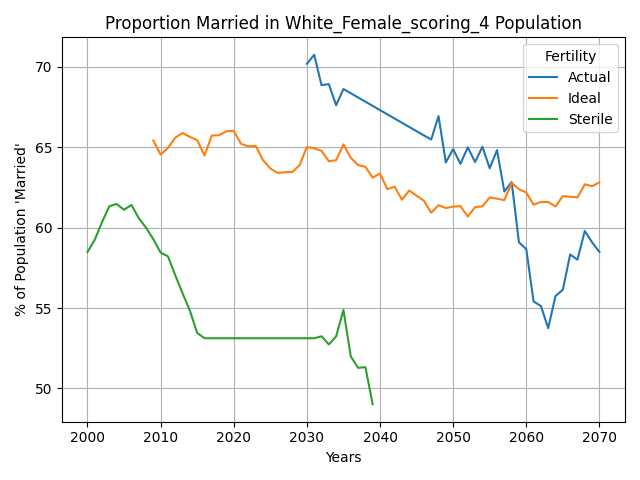 Proportion Married in White_Female_scoring_4 Population
Fertility
Actual
Ideal
Sterile
% of Population 'Married'
70
65
60
55
50
2000 2010 2020 2030 2040 2050 2060 2070
Years